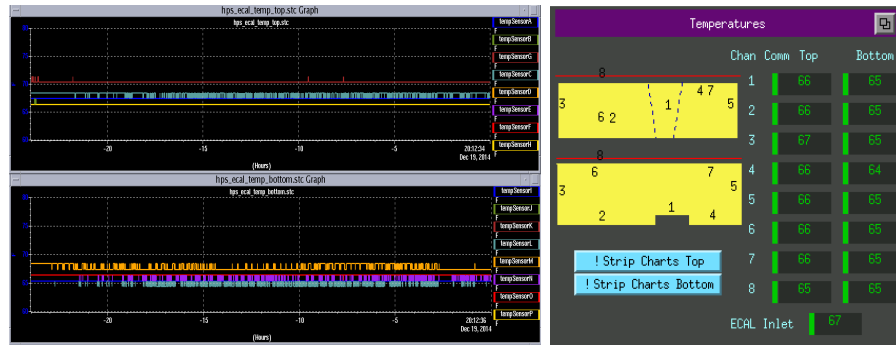 hps_ecal_temp_top.stc Graph
hps_ecal_temp_top.stc
tempSensorA
F
tempSensorB
F
tempSensorG
F
tempSensorC
F
tempSensorD
F
tempSensorE
F
tempSensorF
F
tempSensorH
F
-20
-15
-10
-5
20:12:34
Dec 19, 2014
(Hours)
hps_ecal_temp_bottom.stc Graph
hps_ecal_temp_bottom.stc
tempSensorI
F
tempSensorJ
F
tempSensorK
F
tempSensorL
F
tempSensorM
F
tempSensorN
F
tempSensorO
F
tempSensorP
F
-20
-15
-10
-5
20:12:36
Dec 19, 2014
(Hours)
Temperatures
Chan Comm Top Bottom
1 66 65
2 66 65
3 67 65
4 66 64
5 66 65
6 66 65
7 66 65
8 65 65
ECAL Inlet 67
8
3
6 2
1
4 7
5
8
3
6
2
1
7
4
5
! Strip Charts Top
! Strip Charts Bottom